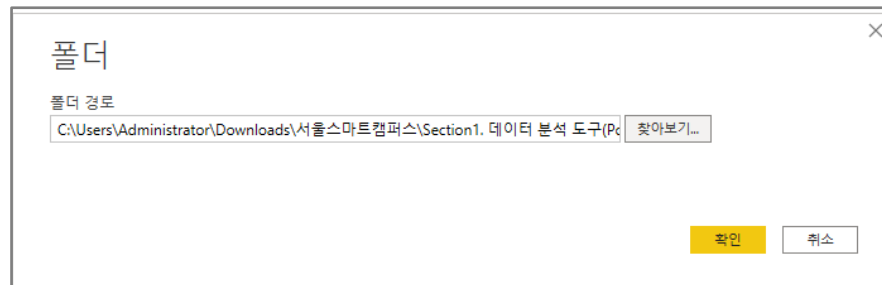 폴더
폴더 경로
C:\Users\Administrator\Downloads\서울스마트캠퍼스\Section1. 데이터 분석 도구(Po
찾아보기...
확인
취소